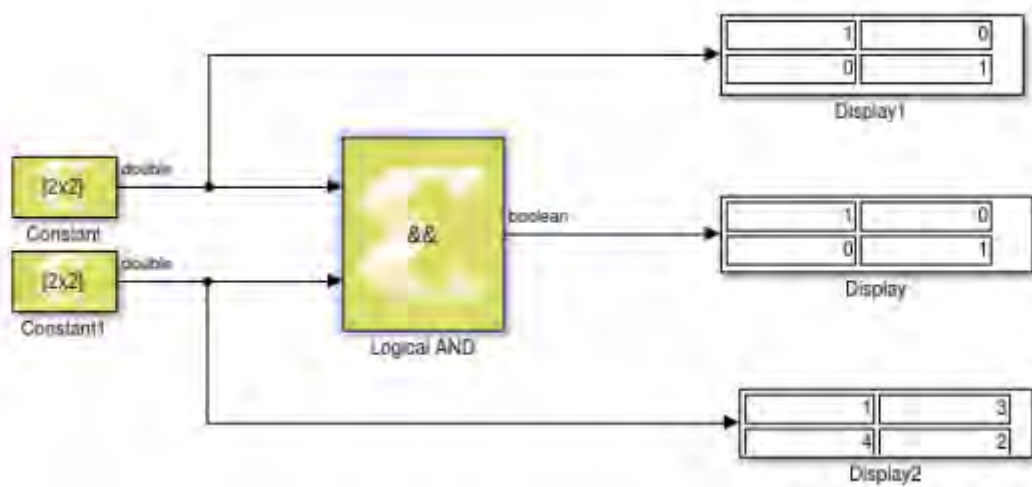 1 0
0 1
Display1
[2x2]
double
Constant
&&
boolean
1 0
0 1
Display
[2x2]
double
Constant1
Logical AND
1 3
4 2
Display2